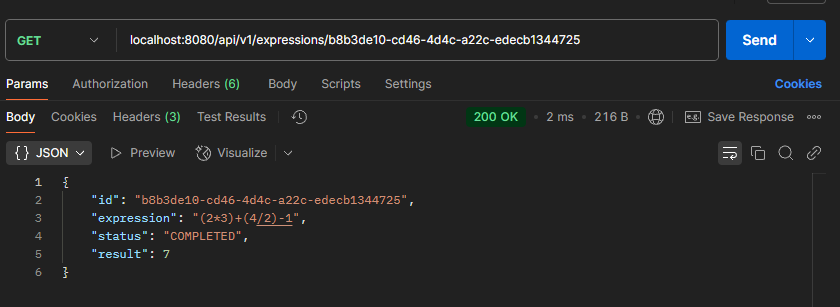 GET localhost:8080/api/v1/expressions/b8b3de10-cd46-4d4c-a22c-edecb1344725 Send
Params Authorization Headers (6) Body Scripts Settings Cookies
Body Cookies Headers (3) Test Results 200 OK • 2 ms • 216 B e.g. Save Response
{} JSON Preview Visualize
1 {
2 "id": "b8b3de10-cd46-4d4c-a22c-edecb1344725",
3 "expression": "(2*3)+(4/2)-1",
4 "status": "COMPLETED",
5 "result": 7
6 }